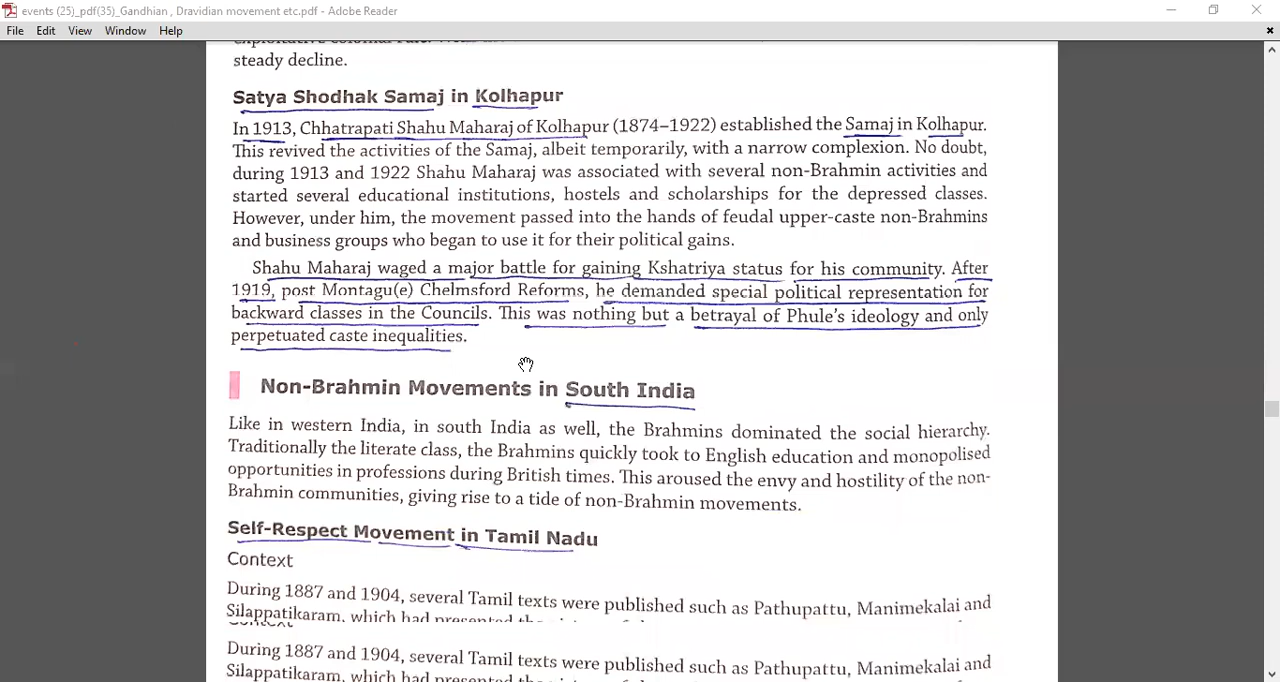 events (25)_pdf(35)_Gandhian , Dravidian movement etc.pdf - Adobe Reader
File Edit View Window Help
steady decline.
Satya Shodhak Samaj in Kolhapur
In 1913, Chhatrapati Shahu Maharaj of Kolhapur (1874–1922) established the Samaj in Kolhapur.
This revived the activities of the Samaj, albeit temporarily, with a narrow complexion. No doubt,
during 1913 and 1922 Shahu Maharaj was associated with several non-Brahmin activities and
started several educational institutions, hostels and scholarships for the depressed classes.
However, under him, the movement passed into the hands of feudal upper-caste non-Brahmins
and business groups who began to use it for their political gains.
Shahu Maharaj waged a major battle for gaining Kshatriya status for his community. After
1919, post Montagu(e) Chelmsford Reforms, he demanded special political representation for
backward classes in the Councils. This was nothing but a betrayal of Phule's ideology and only
perpetuated caste inequalities.
Non-Brahmin Movements in South India
Like in western India, in south India as well, the Brahmins dominated the social hierarchy.
Traditionally the literate class, the Brahmins quickly took to English education and monopolised
opportunities in professions during British times. This aroused the envy and hostility of the non-
Brahmin communities, giving rise to a tide of non-Brahmin movements.
Self-Respect Movement in Tamil Nadu
Context
During 1887 and 1904, several Tamil texts were published such as Pathupattu, Manimekalai and
Silappatikaram, which had presented
During 1887 and 1904, several Tamil texts were published such as Pathupattu, Manimekalai and
Silappatikaram, which had presented